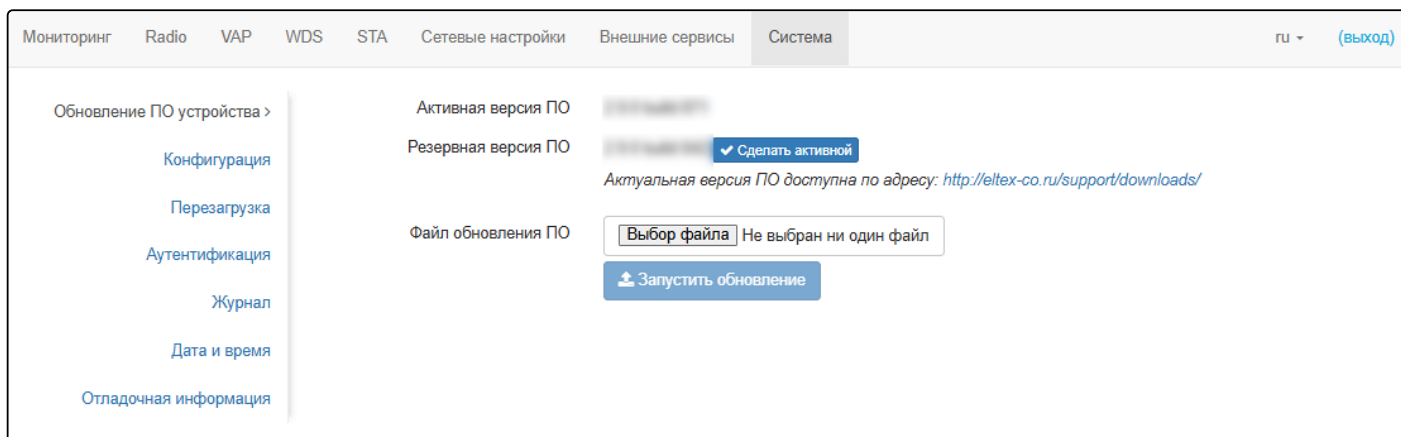 Мониторинг Radio VAP WDS STA Сетевые настройки Внешние сервисы Система ru (выход)
Обновление ПО устройства >
Конфигурация
Перезагрузка
Аутентификация
Журнал
Дата и время
Отладочная информация
Активная версия ПО
Резервная версия ПО Сделать активной
Актуальная версия ПО доступна по адресу: http://eltex-co.ru/support/downloads/
Файл обновления ПО Выбор файла Не выбран ни один файл
Запустить обновление